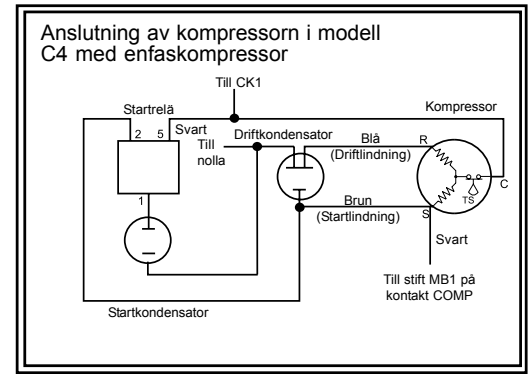 Anslutning av kompressorn i modell
C4 med enfaskompressor
Till CK1
Startrelä
Kompressor
2 5
Svart
Till
nolla
Driftkondensator
Blå
(Driftlindning)
R
C
TS
1
Brun
(Startlindning)
S
Svart
Till stift MB1 på
kontakt COMP
Startkondensator